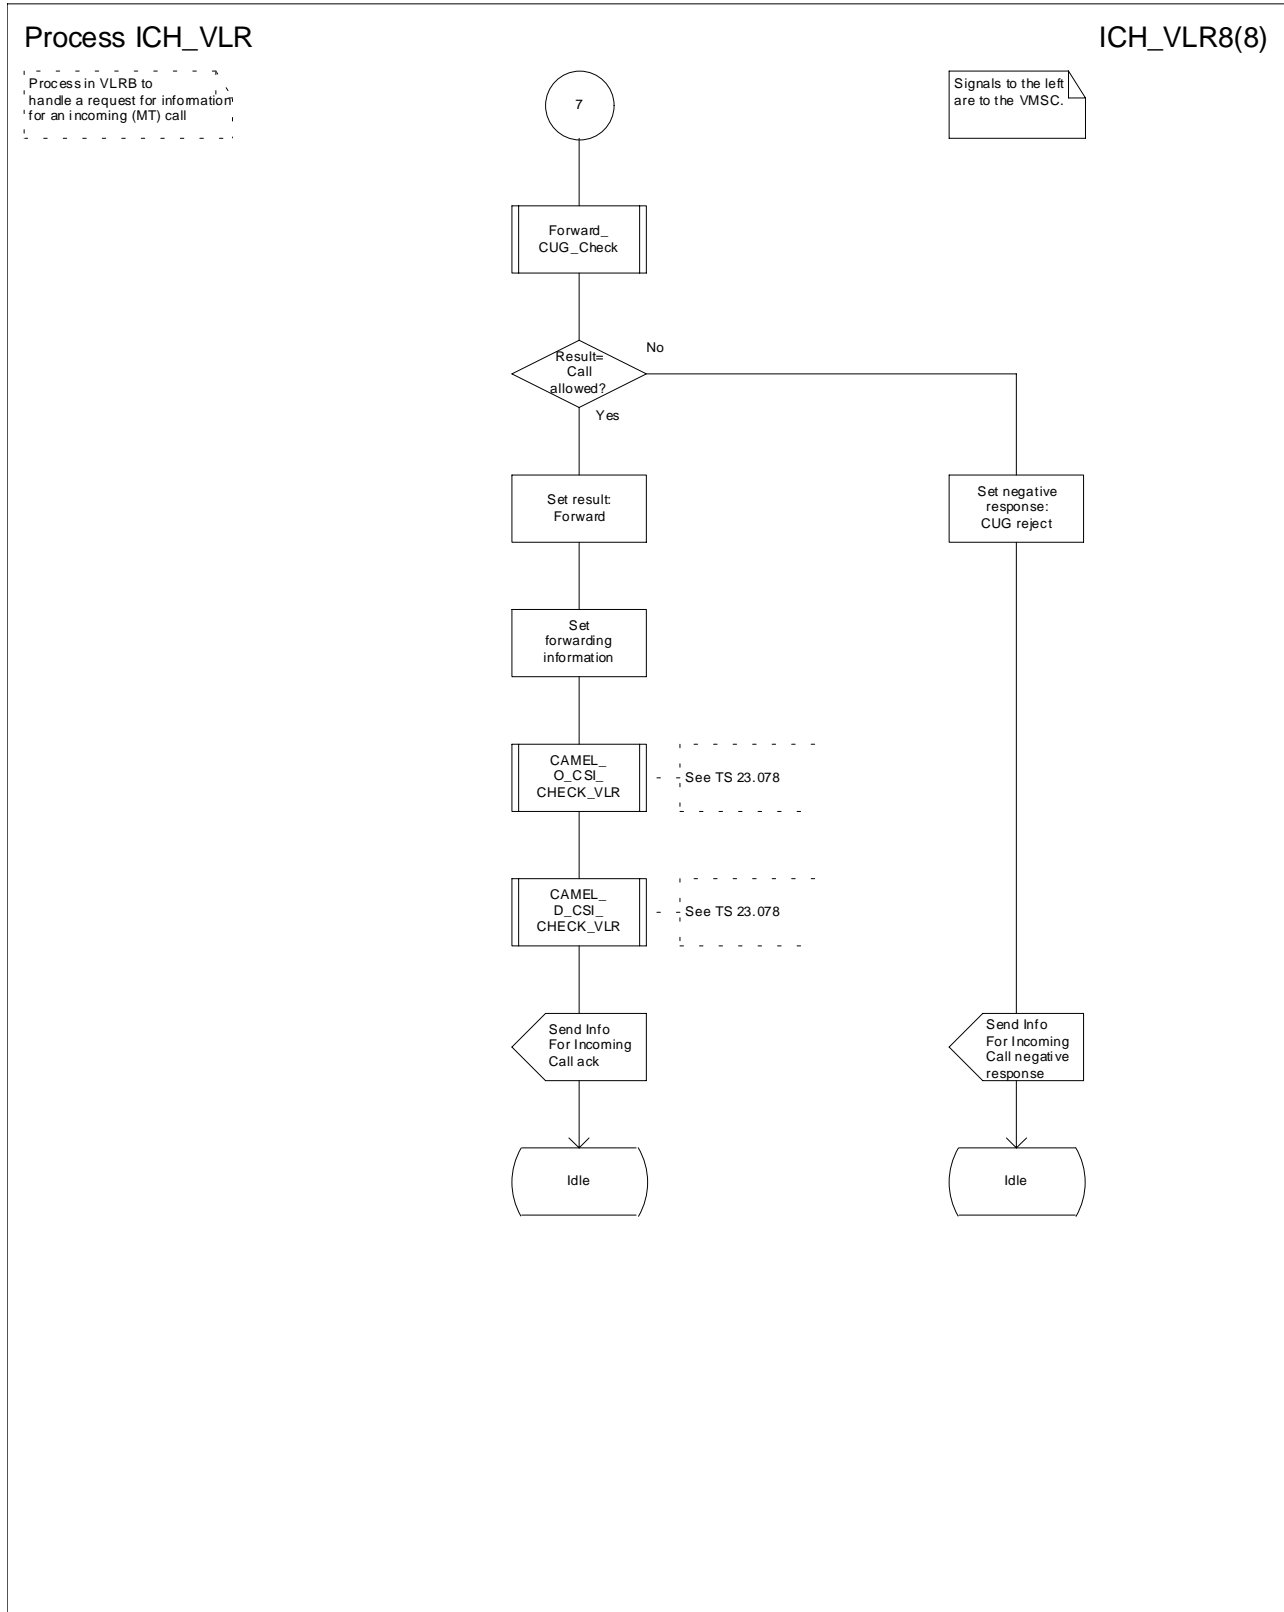 Process ICH_VLR
ICH_VLR8(8)
Process in VLRB to
handle a request for information
for an incoming (MT) call
7
Signals to the left
are to the VMSC.
Forward_
CUG_Check
Result=
Call
allowed?
No
Yes
Set result:
Forward
Set negative
response:
CUG reject
Set
forwarding
information
CAMEL_
O_CSI_
CHECK_VLR
See TS 23.078
CAMEL_
D_CSI_
CHECK_VLR
See TS 23.078
Send Info
For Incoming
Call ack
Send Info
For Incoming
Call negative
response
Idle
Idle